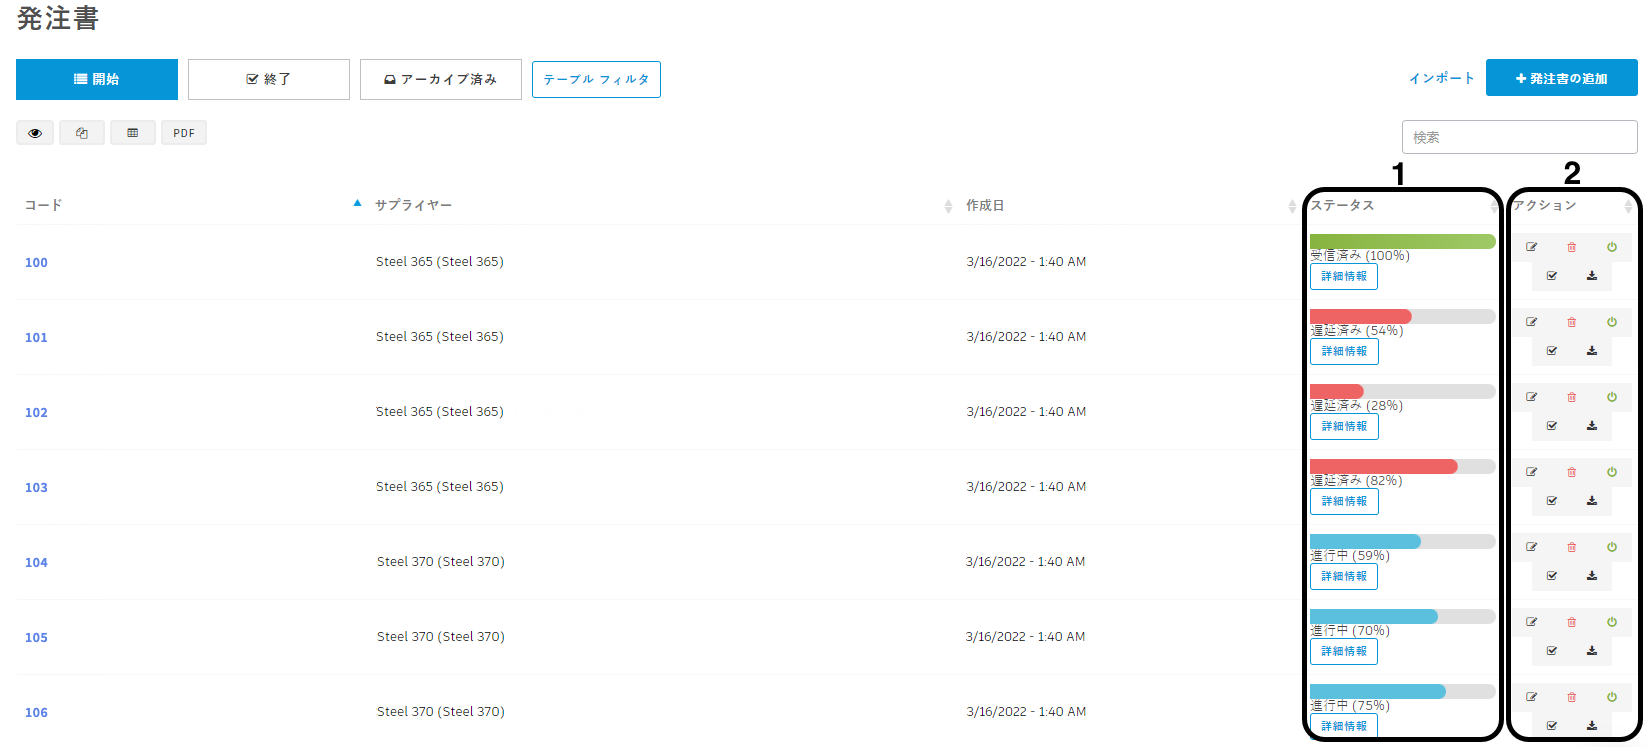 発注書
開始 終了 アーカイブ済み テーブル フィルタ インポート +発注書の追加
PDF 検索
1 2
コード サプライヤー 作成日 ステータス アクション
100 Steel 365 (Steel 365) 3/16/2022 - 1:40 AM 受信済み (100%)
詳細情報
101 Steel 365 (Steel 365) 3/16/2022 - 1:40 AM 遅延済み (54%)
詳細情報
102 Steel 365 (Steel 365) 3/16/2022 - 1:40 AM 遅延済み (28%)
詳細情報
103 Steel 365 (Steel 365) 3/16/2022 - 1:40 AM 遅延済み (82%)
詳細情報
104 Steel 370 (Steel 370) 3/16/2022 - 1:40 AM 進行中 (59%)
詳細情報
105 Steel 370 (Steel 370) 3/16/2022 - 1:40 AM 進行中 (70%)
詳細情報
106 Steel 370 (Steel 370) 3/16/2022 - 1:40 AM 進行中 (75%)
詳細情報